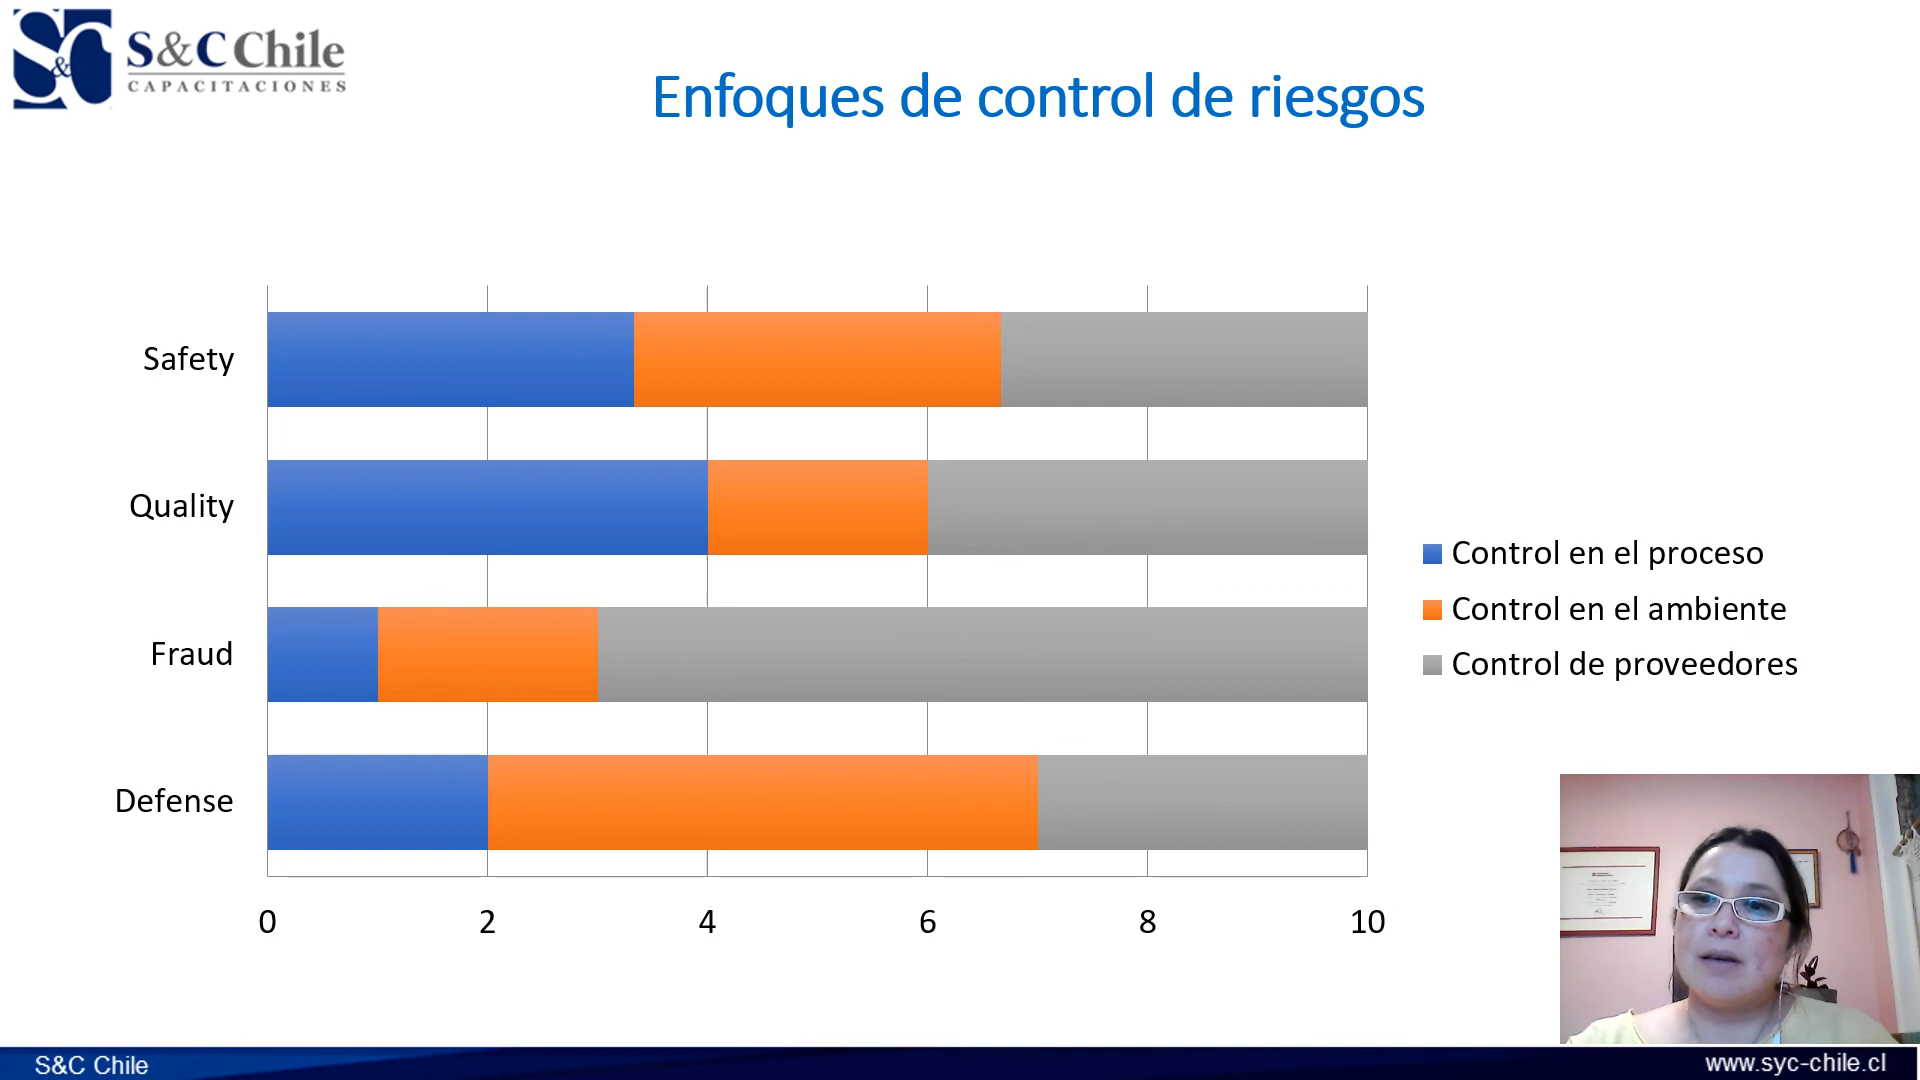 S&C
S&C Chile
CAPACITACIONES
Enfoques de control de riesgos
Safety
Quality
Fraud
Defense
0 2 4 6 8 10
Control en el proceso
Control en el ambiente
Control de proveedores
S&C Chile
www.syc-chile.cl